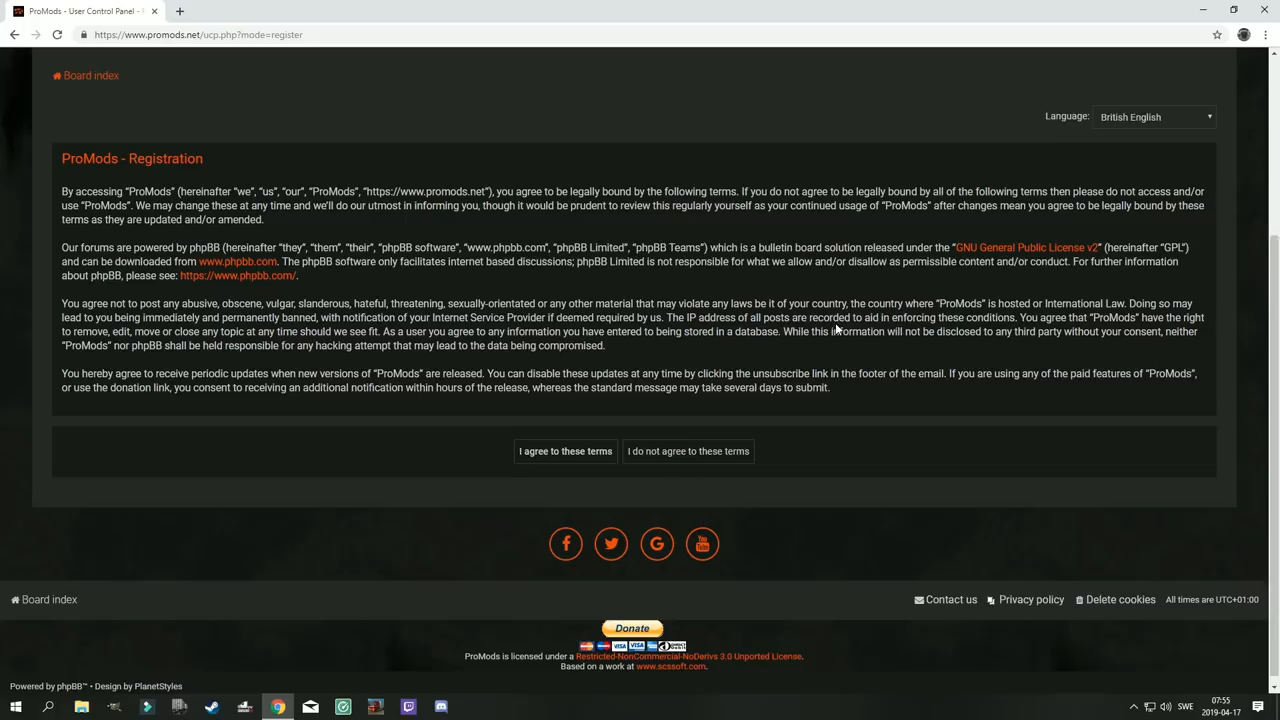 ProMods - User Control Panel -
https://www.promods.net/ucp.php?mode=register
Board index
Language: British English
ProMods - Registration
By accessing “ProMods” (hereinafter “we”, “us”, “our”, “ProMods”, “https://www.promods.net”), you agree to be legally bound by the following terms. If you do not agree to be legally bound by all of the following terms then please do not access and/or
use “ProMods”. We may change these at any time and we’ll do our utmost in informing you, though it would be prudent to review this regularly yourself as your continued usage of “ProMods” after changes mean you agree to be legally bound by these
terms as they are updated and/or amended.
Our forums are powered by phpBB (hereinafter “they”, “them”, “their”, “phpBB software”, “www.phpbb.com”, “phpBB Limited”, “phpBB Teams”) which is a bulletin board solution released under the “GNU General Public License v2” (hereinafter “GPL”)
and can be downloaded from www.phpbb.com. The phpBB software only facilitates internet based discussions; phpBB Limited is not responsible for what we allow and/or disallow as permissible content and/or conduct. For further information
about phpBB, please see: https://www.phpbb.com/.
You agree not to post any abusive, obscene, vulgar, slanderous, hateful, threatening, sexually-orientated or any other material that may violate any laws be it of your country, the country where “ProMods” is hosted or International Law. Doing so may
lead to you being immediately and permanently banned, with notification of your Internet Service Provider if deemed required by us. The IP address of all posts are recorded to aid in enforcing these conditions. You agree that “ProMods” have the right
to remove, edit, move or close any topic at any time should we see fit. As a user you agree to any information you have entered to being stored in a database. While this information will not be disclosed to any third party without your consent, neither
“ProMods” nor phpBB shall be held responsible for any hacking attempt that may lead to the data being compromised.
You hereby agree to receive periodic updates when new versions of “ProMods” are released. You can disable these updates at any time by clicking the unsubscribe link in the footer of the email. If you are using any of the paid features of “ProMods”,
or use the donation link, you consent to receiving an additional notification within hours of the release, whereas the standard message may take several days to submit.
I agree to these terms I do not agree to these terms
Board index Contact us Privacy policy Delete cookies All times are UTC+01:00
Donate
ProMods is licensed under a Restricted-NonCommercial-NoDerivs 3.0 Unported License.
Based on a work at www.scssoft.com.
Powered by phpBB™ • Design by PlanetStyles
SWE 07:55
2019-04-17